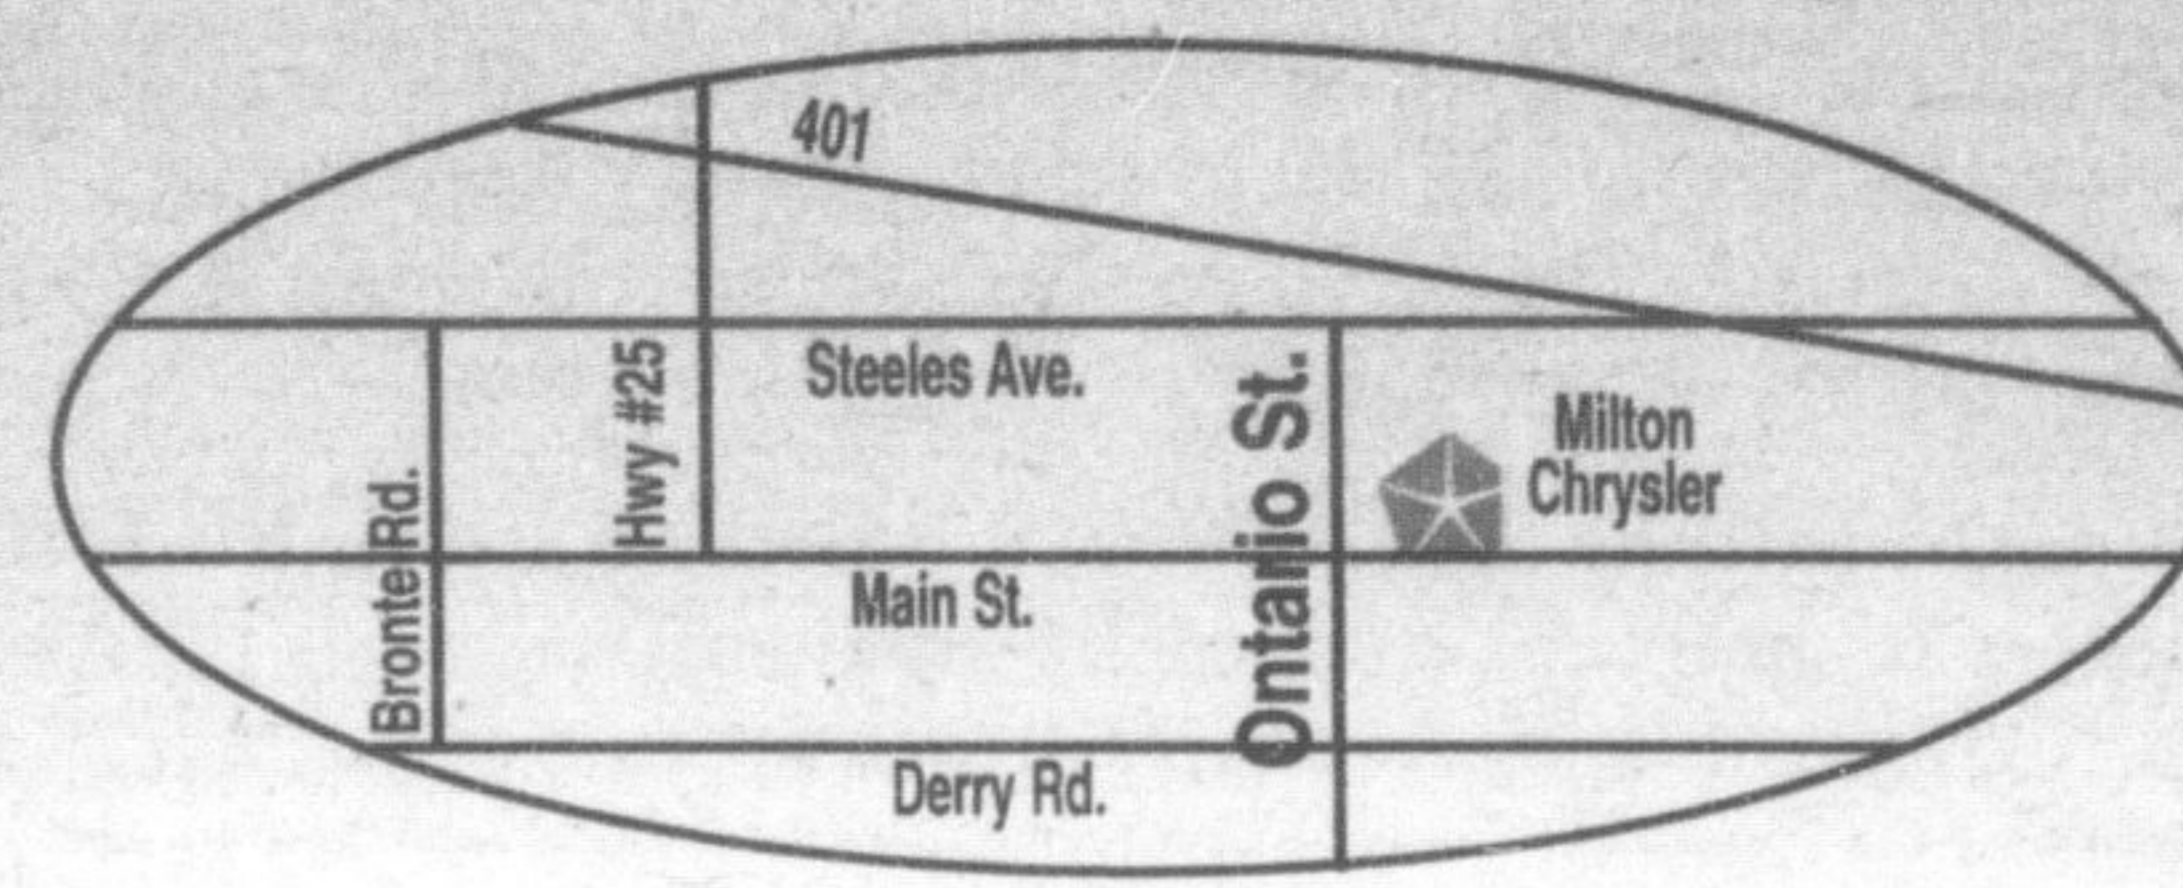 401
Steeles Ave.
Hwy #25
Ontario St.
Milton
Chrysler
Bronte Rd.
Main St.
Derry Rd.